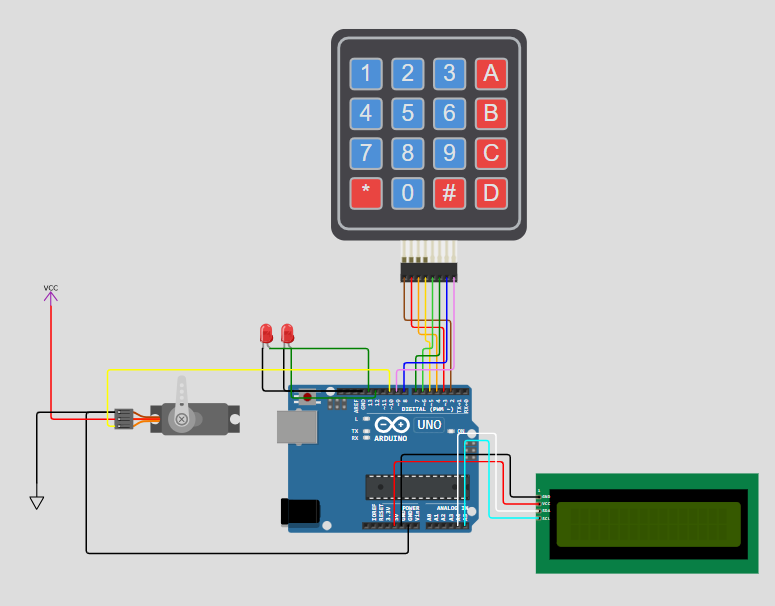 1 2 3 A
4 5 6 B
7 8 9 C
* 0 # D
VCC
AREF
GND
13
12
~11
~10
~9
8
7
~6
~5
4
~3
2
TX→1
RX←0
DIGITAL (PWM ~)
L
UNO
TX
RX
ON
ARDUINO
POWER
ANALOG IN
IOREF
RESET
3.3V
5V
GND
GND
Vin
A0
A1
A2
A3
A4
A5
1
GND
VCC
SDA
SCL